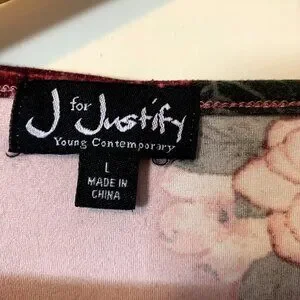 J for Justify
Young Contemporary
L
MADE IN
CHINA